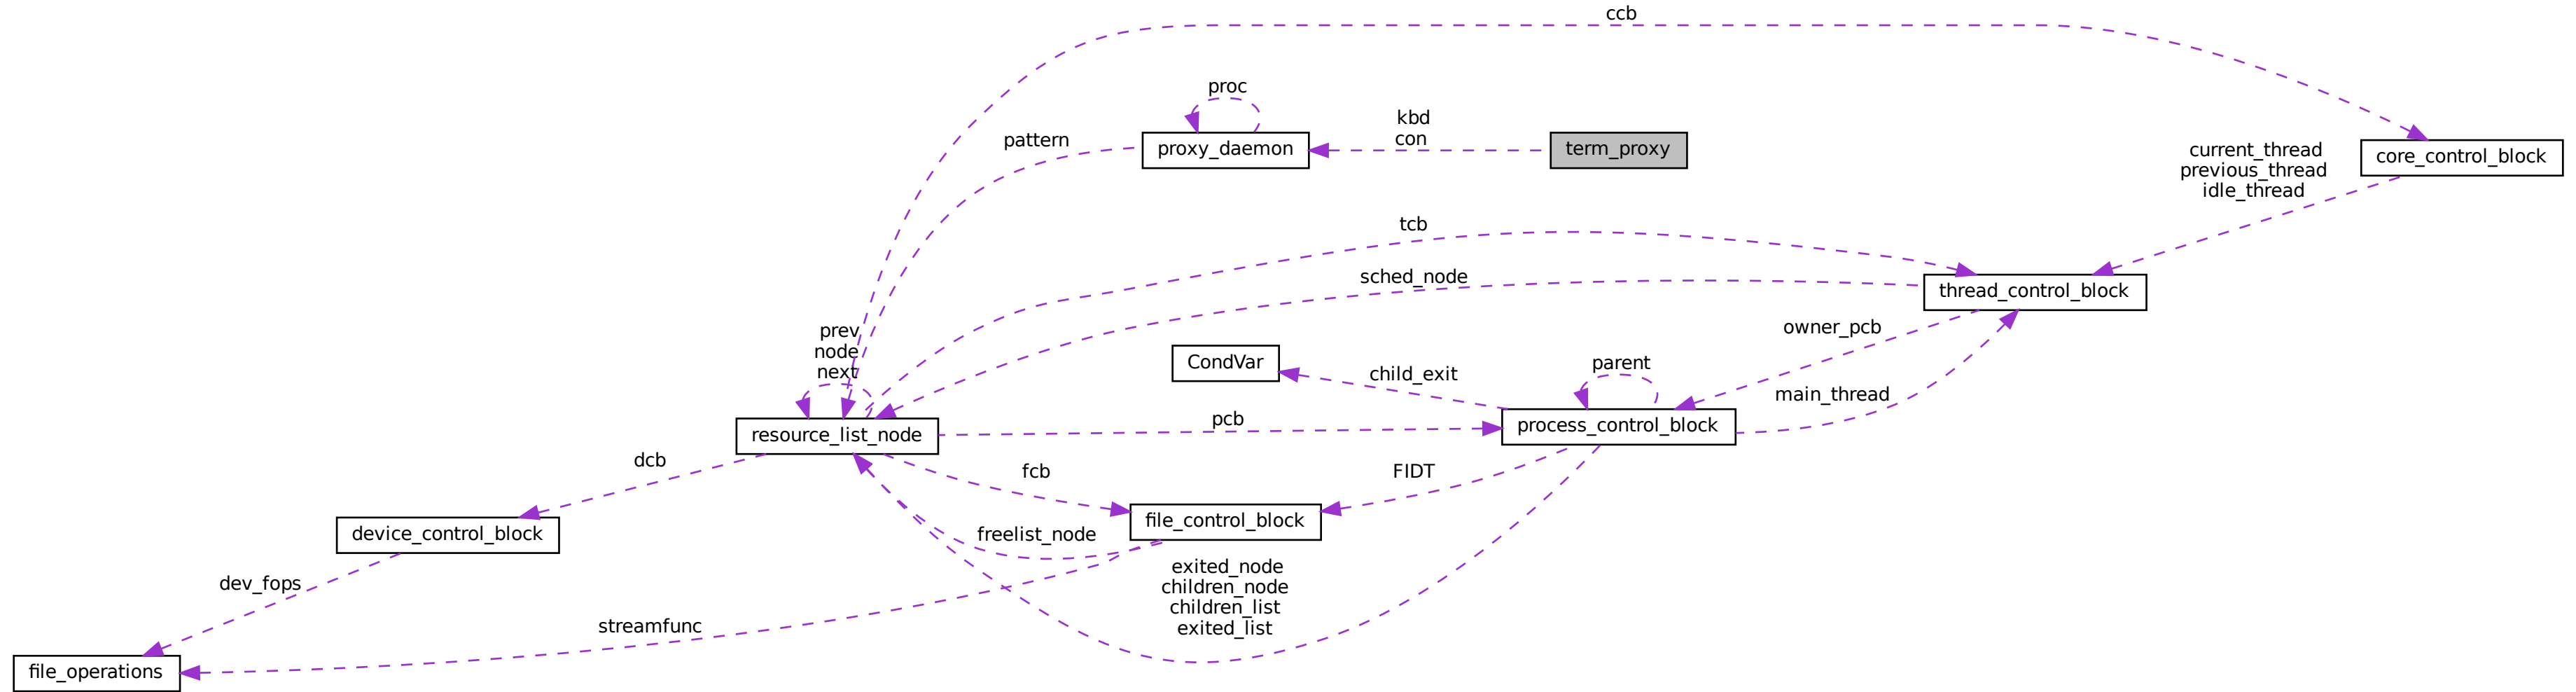 ccb
proc
kbd
con
pattern
proxy_daemon
term_proxy
core_control_block
current_thread
previous_thread
idle_thread
tcb
sched_node
thread_control_block
prev
node
next
owner_pcb
CondVar
child_exit
parent
main_thread
resource_list_node
pcb
process_control_block
dcb
fcb
FIDT
device_control_block
file_control_block
freelist_node
dev_fops
exited_node
children_node
children_list
exited_list
streamfunc
file_operations